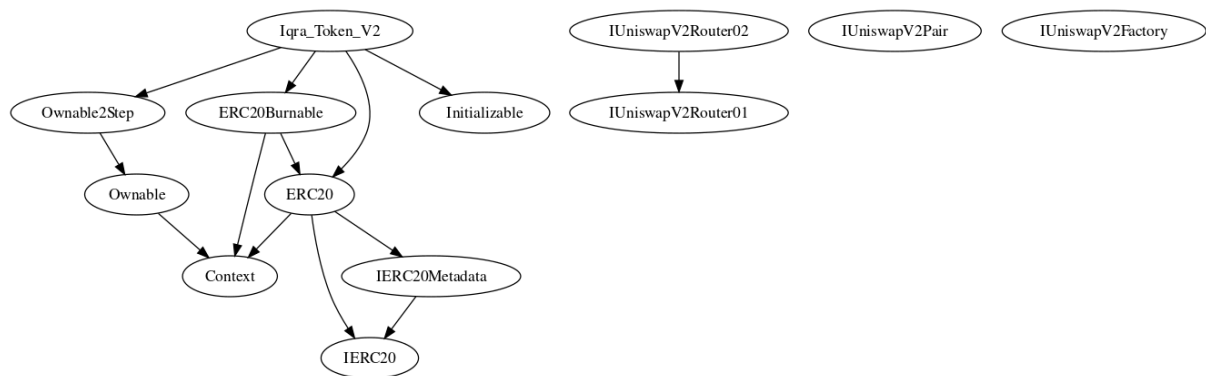 Iqra_Token_V2
IUniswapV2Router02
IUniswapV2Pair
IUniswapV2Factory
Ownable2Step
ERC20Burnable
Initializable
IUniswapV2Router01
Ownable
ERC20
Context
IERC20Metadata
IERC20